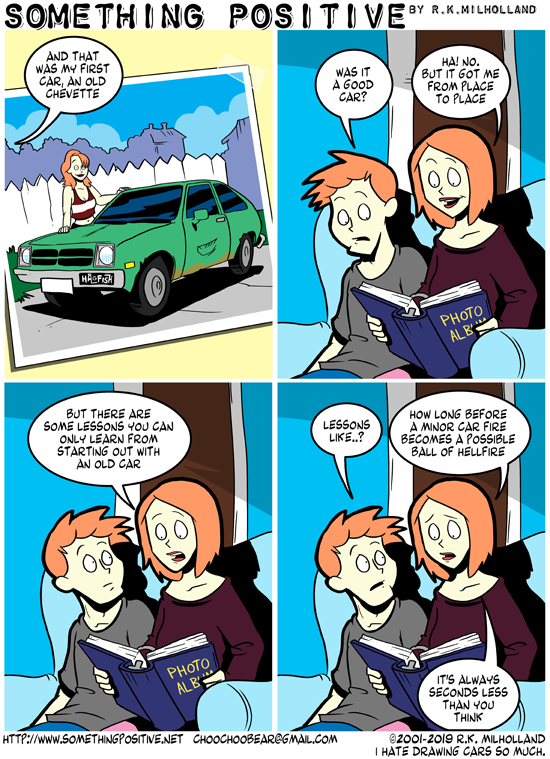 SOMETHING POSITIVE BY R.K.MILHOLLAND
AND THAT
WAS MY FIRST
CAR, AN OLD
CHEVETTE
HAGFISH
WAS IT
A GOOD
CAR?
HA! NO.
BUT IT GOT ME
FROM PLACE
TO PLACE
PHOTO
ALBUM
BUT THERE ARE
SOME LESSONS YOU CAN
ONLY LEARN FROM
STARTING OUT WITH
AN OLD CAR
PHOTO
ALBUM
LESSONS
LIKE..?
HOW LONG BEFORE
A MINOR CAR FIRE
BECOMES A POSSIBLE
BALL OF HELLFIRE
IT'S ALWAYS
SECONDS LESS
THAN YOU
THINK
HTTP://WWW.SOMETHINGPOSITIVE.NET CHOOCHOOBEAR@GMAIL.COM
©2001-2019 R.K. MILHOLLAND
I HATE DRAWING CARS SO MUCH.